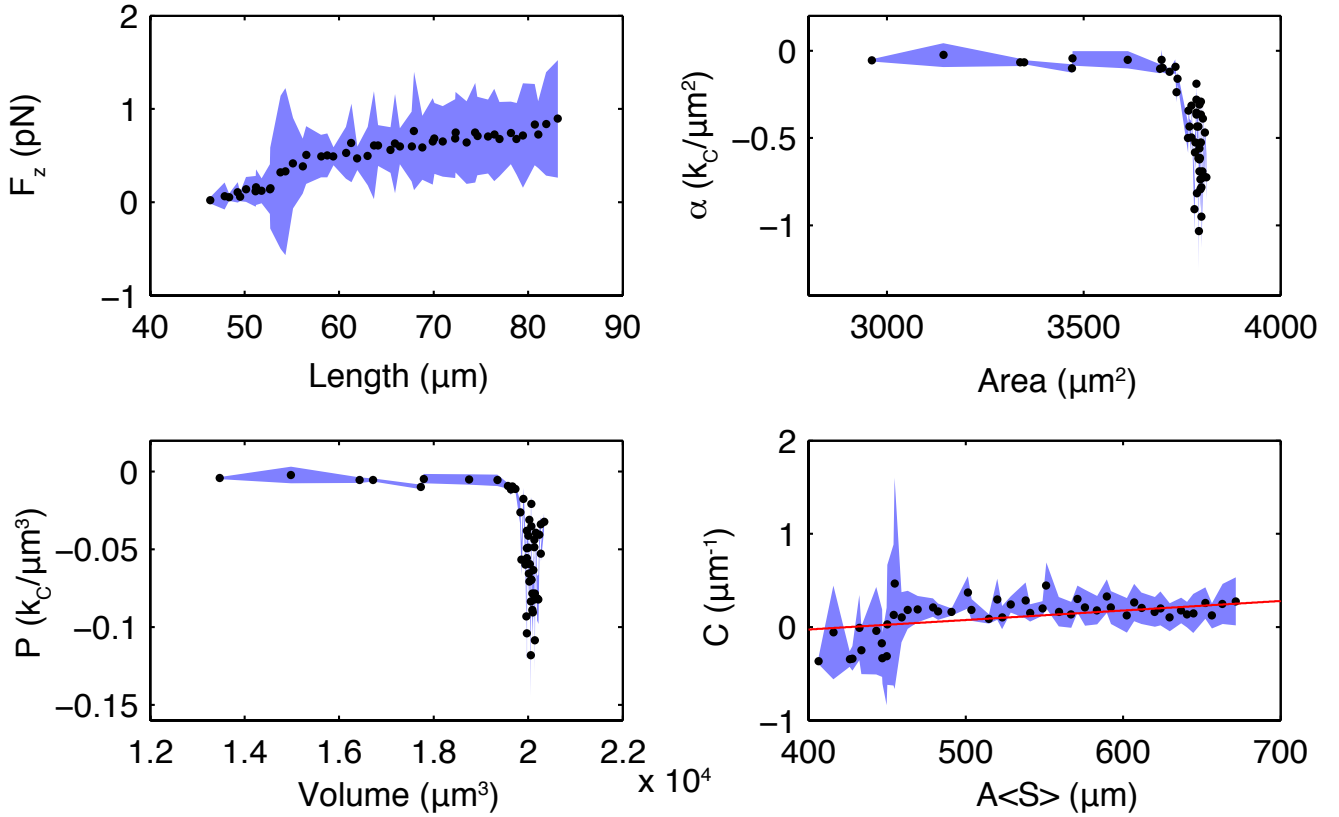 2
1
0
−1
F_z (pN)
40 50 60 70 80 90
Length (µm)
0
−0.5
−1
α (k_C/µm²)
3000 3500 4000
Area (µm²)
0
−0.05
−0.1
−0.15
P (k_C/µm³)
1.2 1.4 1.6 1.8 2 2.2
x 10⁴
Volume (µm³)
2
1
0
−1
C (µm⁻¹)
400 500 600 700
A<S> (µm)